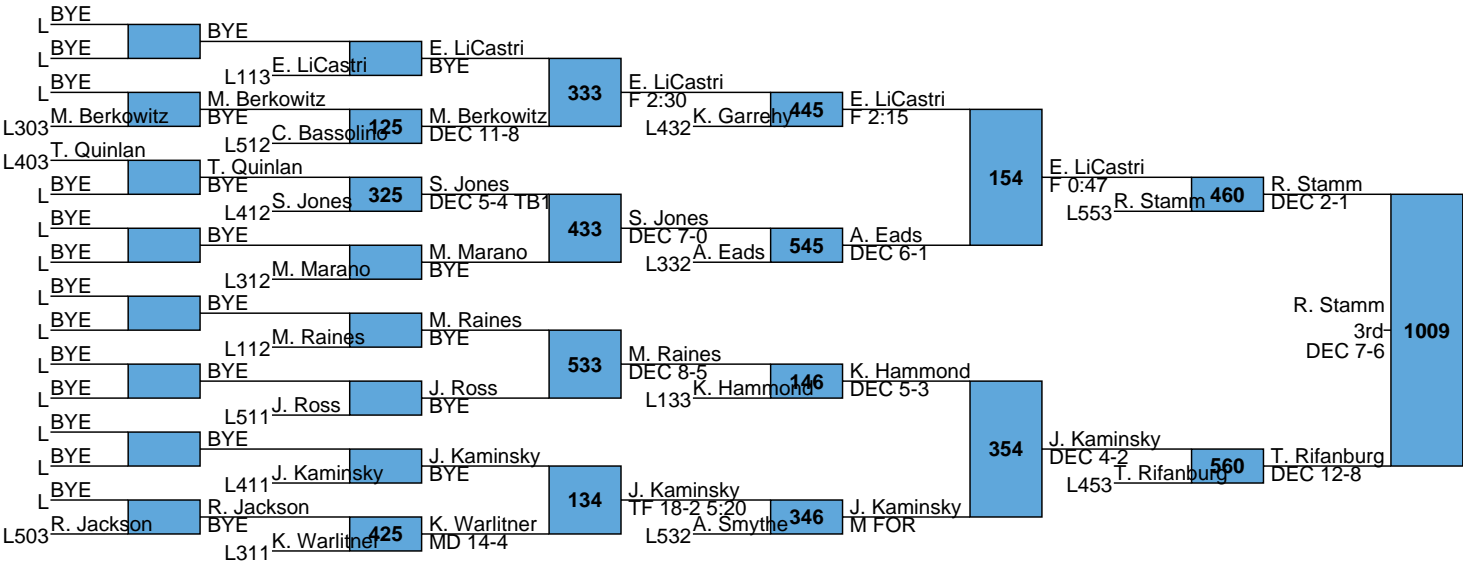 BYE
L
BYE
L
BYE
L
M. Berkowitz
L303
T. Quinlan
L403
BYE
L
BYE
L
BYE
L
BYE
L
BYE
L
BYE
L
BYE
L
BYE
L
BYE
L
BYE
L
R. Jackson
L503
BYE
E. LiCastri
L113
M. Berkowitz
BYE
C. Bassolino
L512
125
T. Quinlan
BYE
S. Jones
L412
325
BYE
M. Marano
L312
BYE
M. Raines
L112
BYE
J. Ross
L511
BYE
J. Kaminsky
L411
R. Jackson
BYE
K. Warlitner
L311
425
E. LiCastri
BYE
M. Berkowitz
DEC 11-8
333
S. Jones
DEC 5-4 TB1
M. Marano
BYE
433
M. Raines
BYE
J. Ross
BYE
533
J. Kaminsky
BYE
K. Warlitner
MD 14-4
134
E. LiCastri
F 2:30
K. Garrehy
L432
445
S. Jones
DEC 7-0
A. Eads
L332
545
M. Raines
DEC 8-5
K. Hammond
L133
146
J. Kaminsky
TF 18-2 5:20
A. Smythe
L532
346
E. LiCastri
F 2:15
A. Eads
DEC 6-1
154
K. Hammond
DEC 5-3
J. Kaminsky
M FOR
354
E. LiCastri
F 0:47
R. Stamm
L553
460
J. Kaminsky
DEC 4-2
T. Rifanburg
L453
560
R. Stamm
DEC 2-1
T. Rifanburg
DEC 12-8
1009
R. Stamm
3rd
DEC 7-6